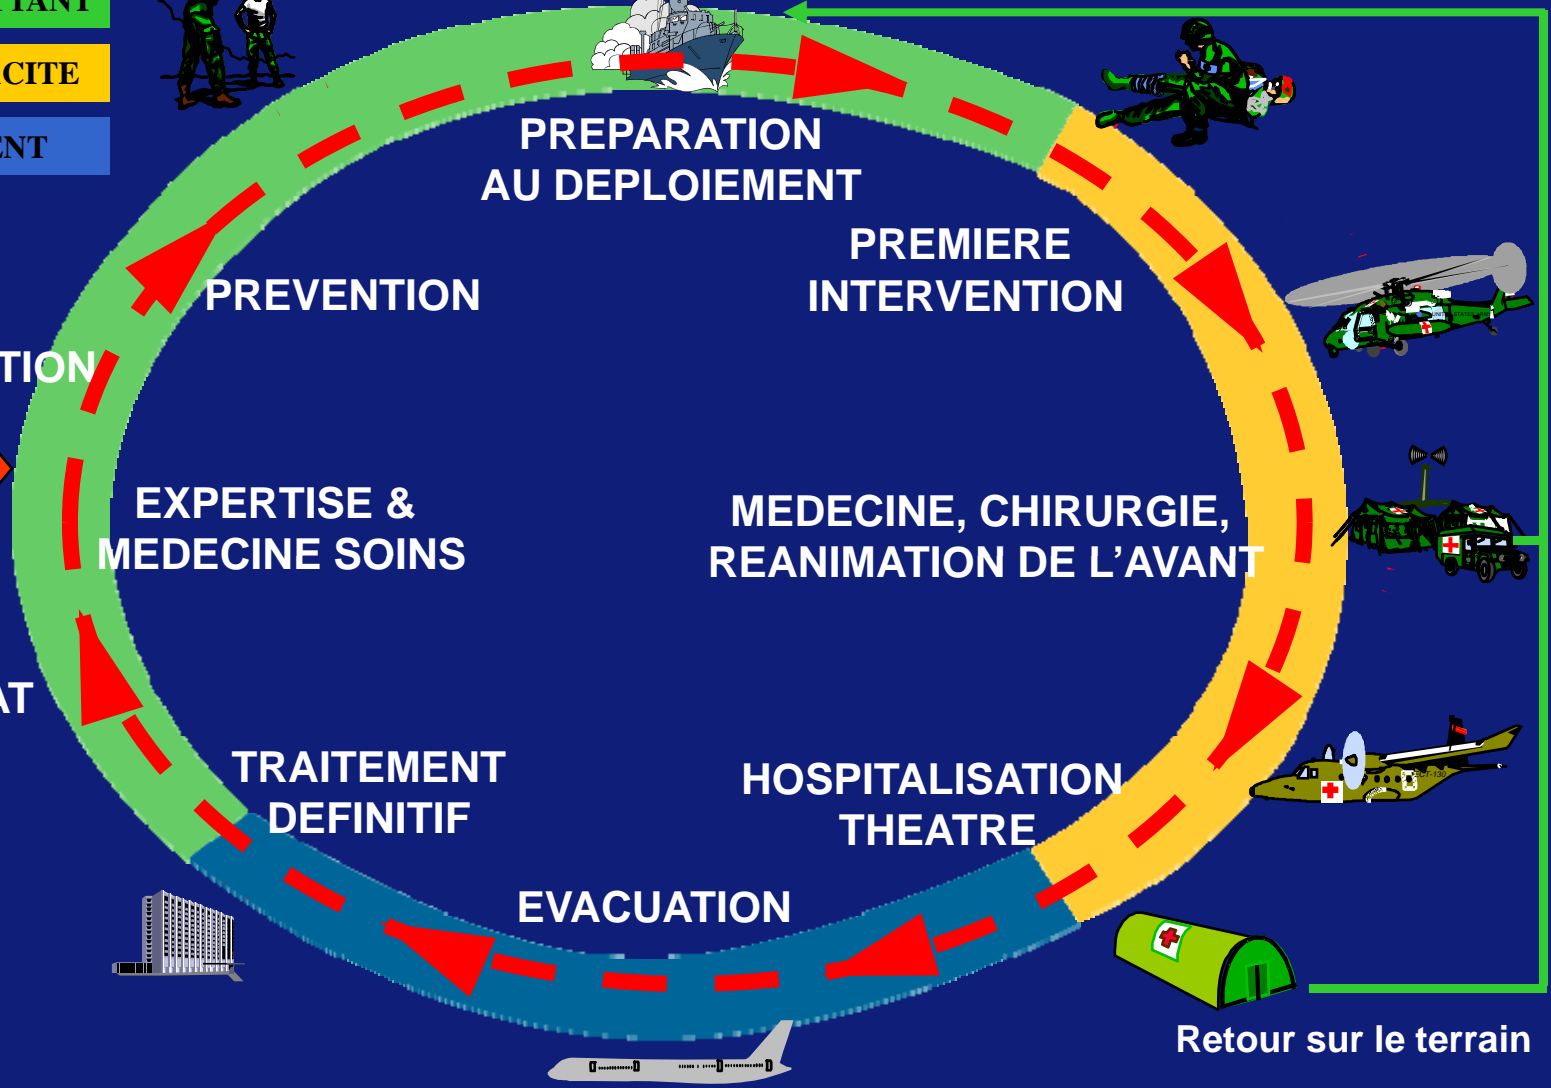 PREPARATION
AU DEPLOIEMENT
PREMIERE
INTERVENTION
PREVENTION
EXPERTISE &
MEDECINE SOINS
MEDECINE, CHIRURGIE,
REANIMATION DE L'AVANT
TRAITEMENT
DEFINITIF
HOSPITALISATION
THEATRE
EVACUATION
Retour sur le terrain